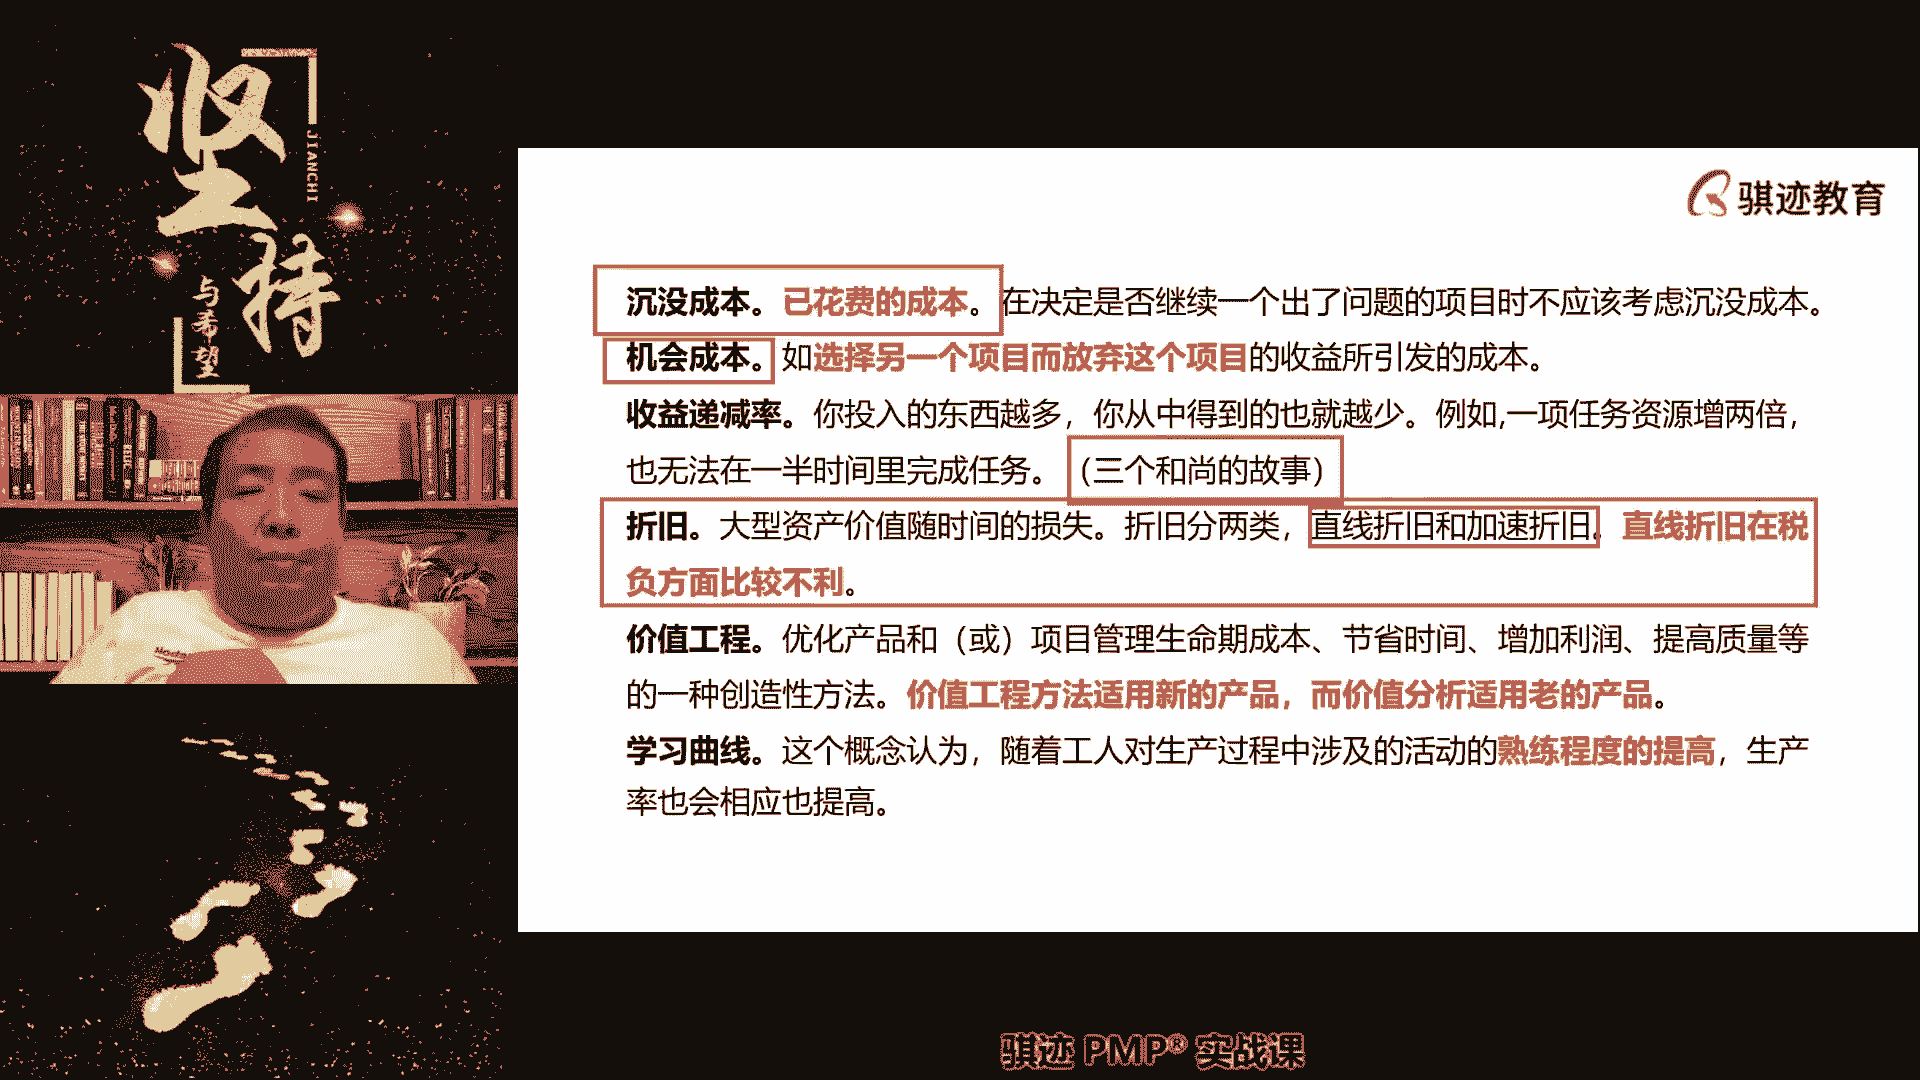 坚持
JIANCHI
与希望
骐迹教育
沉没成本。已花费的成本。在决定是否继续一个出了问题的项目时不应该考虑沉没成本。
机会成本。如选择另一个项目而放弃这个项目的收益所引发的成本。
收益递减率。你投入的东西越多，你从中得到的也就越少。例如,一项任务资源增两倍，
也无法在一半时间里完成任务。（三个和尚的故事）
折旧。大型资产价值随时间的损失。折旧分两类，直线折旧和加速折旧。直线折旧在税
负方面比较不利。
价值工程。优化产品和（或）项目管理生命期成本、节省时间、增加利润、提高质量等
的一种创造性方法。价值工程方法适用新的产品，而价值分析适用老的产品。
学习曲线。这个概念认为，随着工人对生产过程中涉及的活动的熟练程度的提高，生产
率也会相应也提高。
骐迹 PMP® 实战课